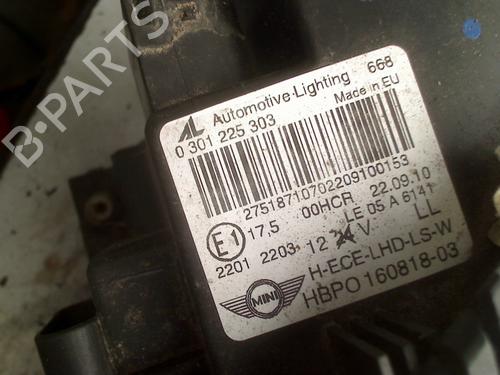 AL Automotive Lighting 668
0 301 225 303 Made in EU
27518710702209100153
E1 17,5 00HCR 22.09.10
2201 2203 12 V LE 05 A 6141 LL
MINI H-ECE-LHD-LS-W
HBPO 160818-03